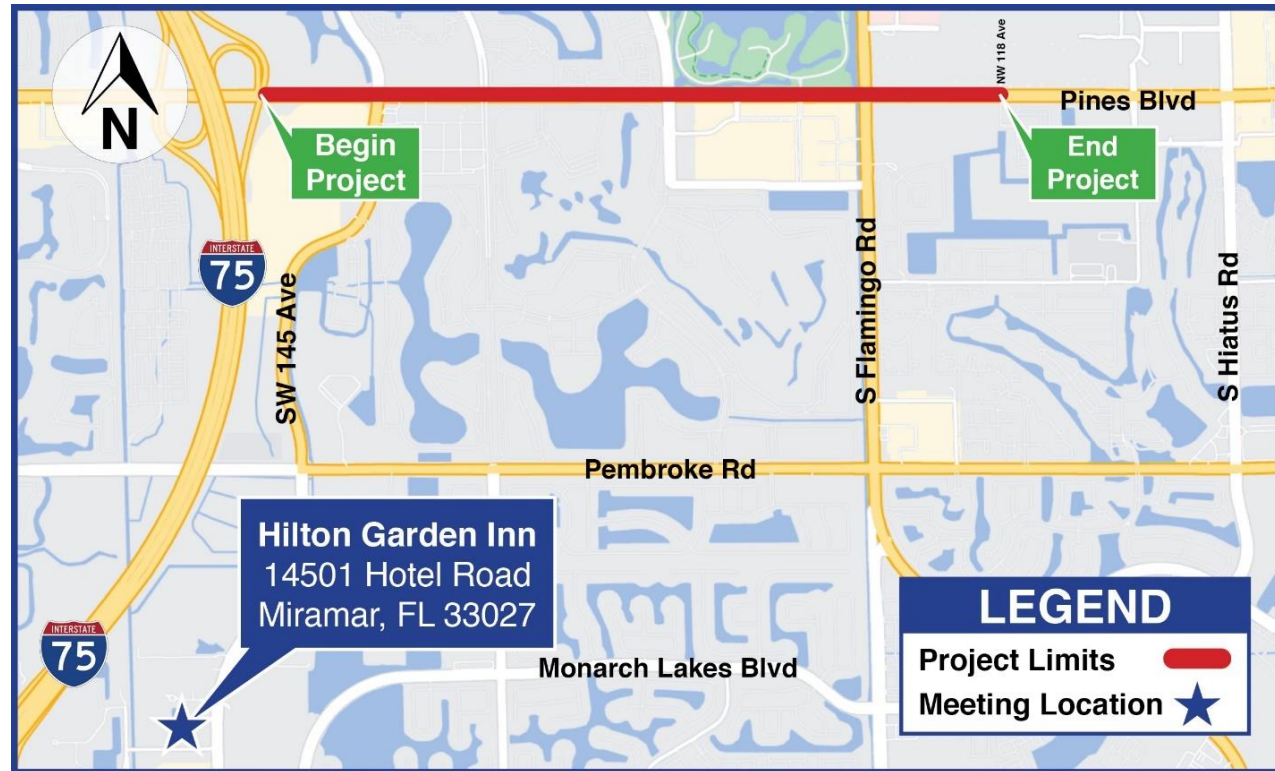 N
Begin
Project
NW 118 Ave
Pines Blvd
End
Project
INTERSTATE
75
SW 145 Ave
S Flamingo Rd
S Hiatus Rd
Pembroke Rd
Hilton Garden Inn
14501 Hotel Road
Miramar, FL 33027
INTERSTATE
75
Monarch Lakes Blvd
LEGEND
Project Limits
Meeting Location